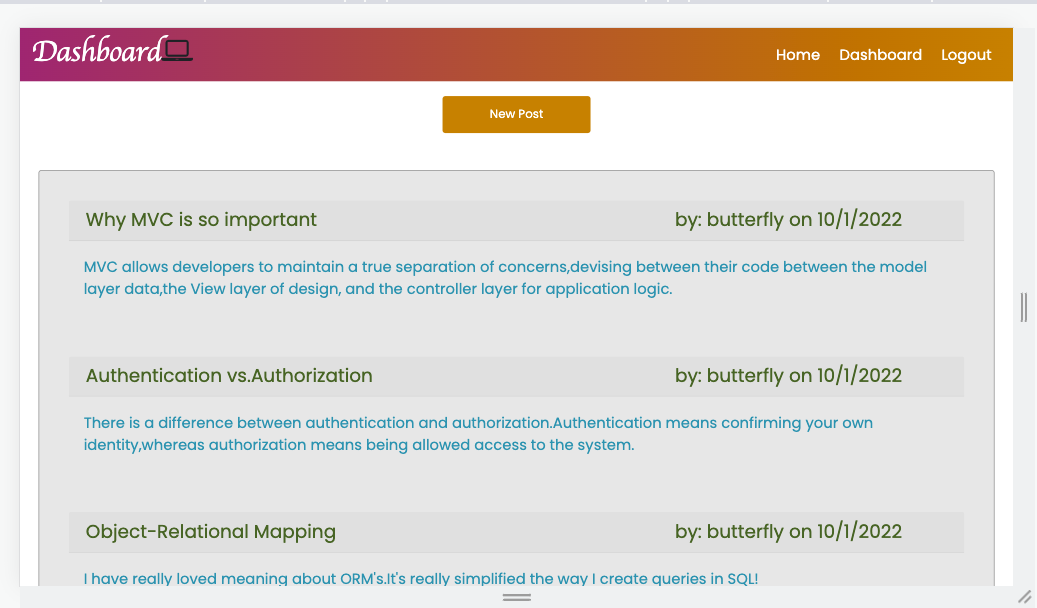 Dashboard
Home Dashboard Logout
New Post
Why MVC is so important by: butterfly on 10/1/2022
MVC allows developers to maintain a true separation of concerns,devising between their code between the model
layer data,the View layer of design, and the controller layer for application logic.
Authentication vs.Authorization by: butterfly on 10/1/2022
There is a difference between authentication and authorization.Authentication means confirming your own
identity,whereas authorization means being allowed access to the system.
Object-Relational Mapping by: butterfly on 10/1/2022
I have really loved meaning about ORM's.It's really simplified the way I create queries in SQL!